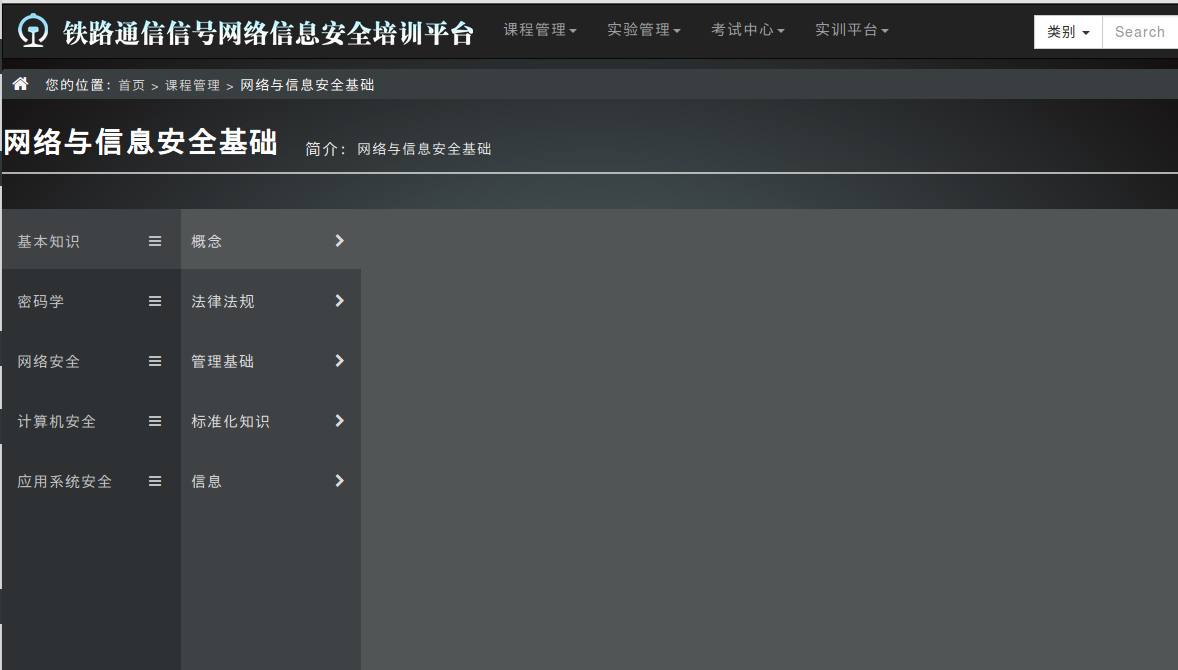 铁路通信信号网络信息安全培训平台 课程管理 实验管理 考试中心 实训平台 类别 Search
您的位置： 首页 > 课程管理 > 网络与信息安全基础
网络与信息安全基础 简介： 网络与信息安全基础
基本知识 概念
密码学 法律法规
网络安全 管理基础
计算机安全 标准化知识
应用系统安全 信息